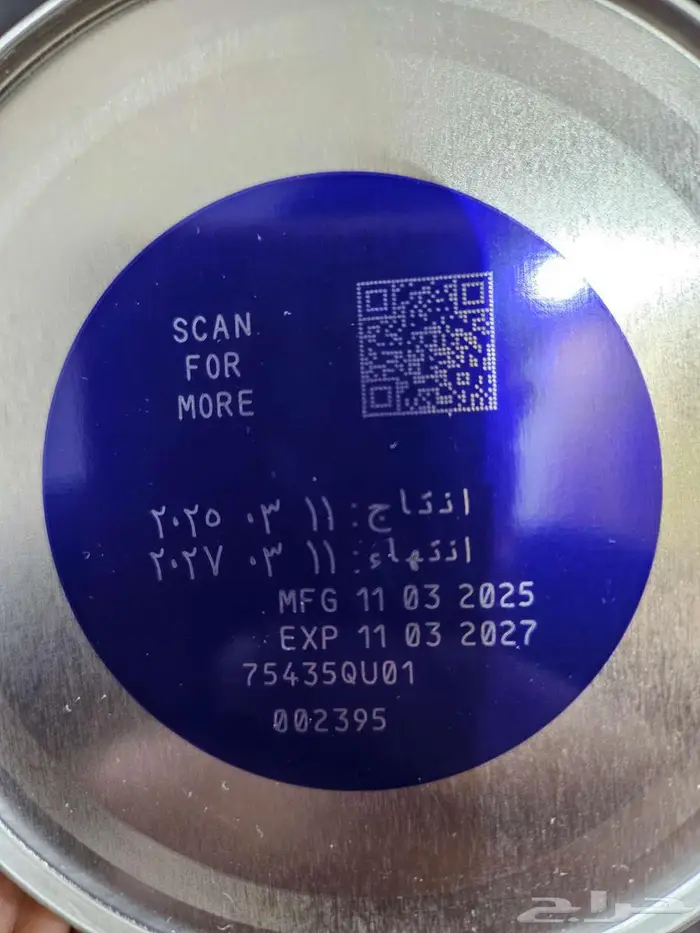 SCAN
FOR
MORE
انتاج: ١١ ٠٣ ٢٠٢٥
انتهاء: ١١ ٠٣ ٢٠٢٧
MFG 11 03 2025
EXP 11 03 2027
75435QU01
002395
حراج